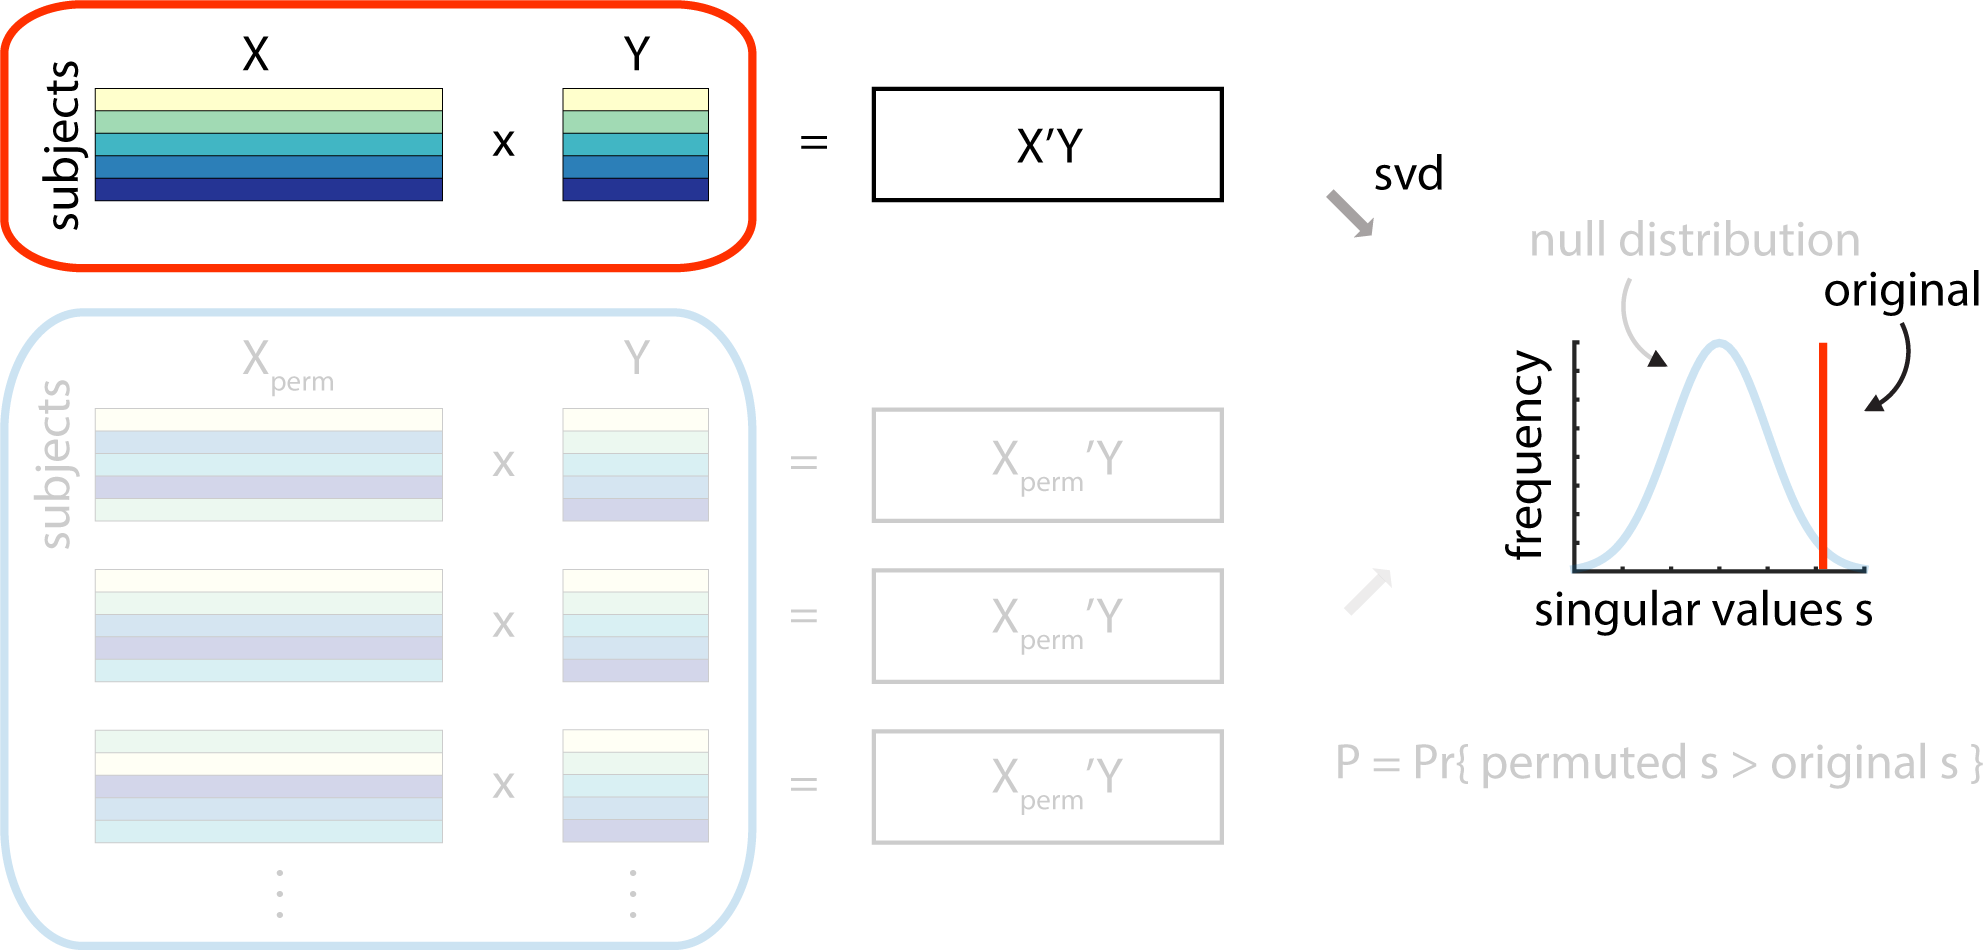 X Y
subjects
x = X'Y
svd
null distribution
original
frequency
singular values s
X perm Y
subjects
x = X perm 'Y
x = X perm 'Y
x = X perm 'Y
P = Pr{ permuted s > original s }